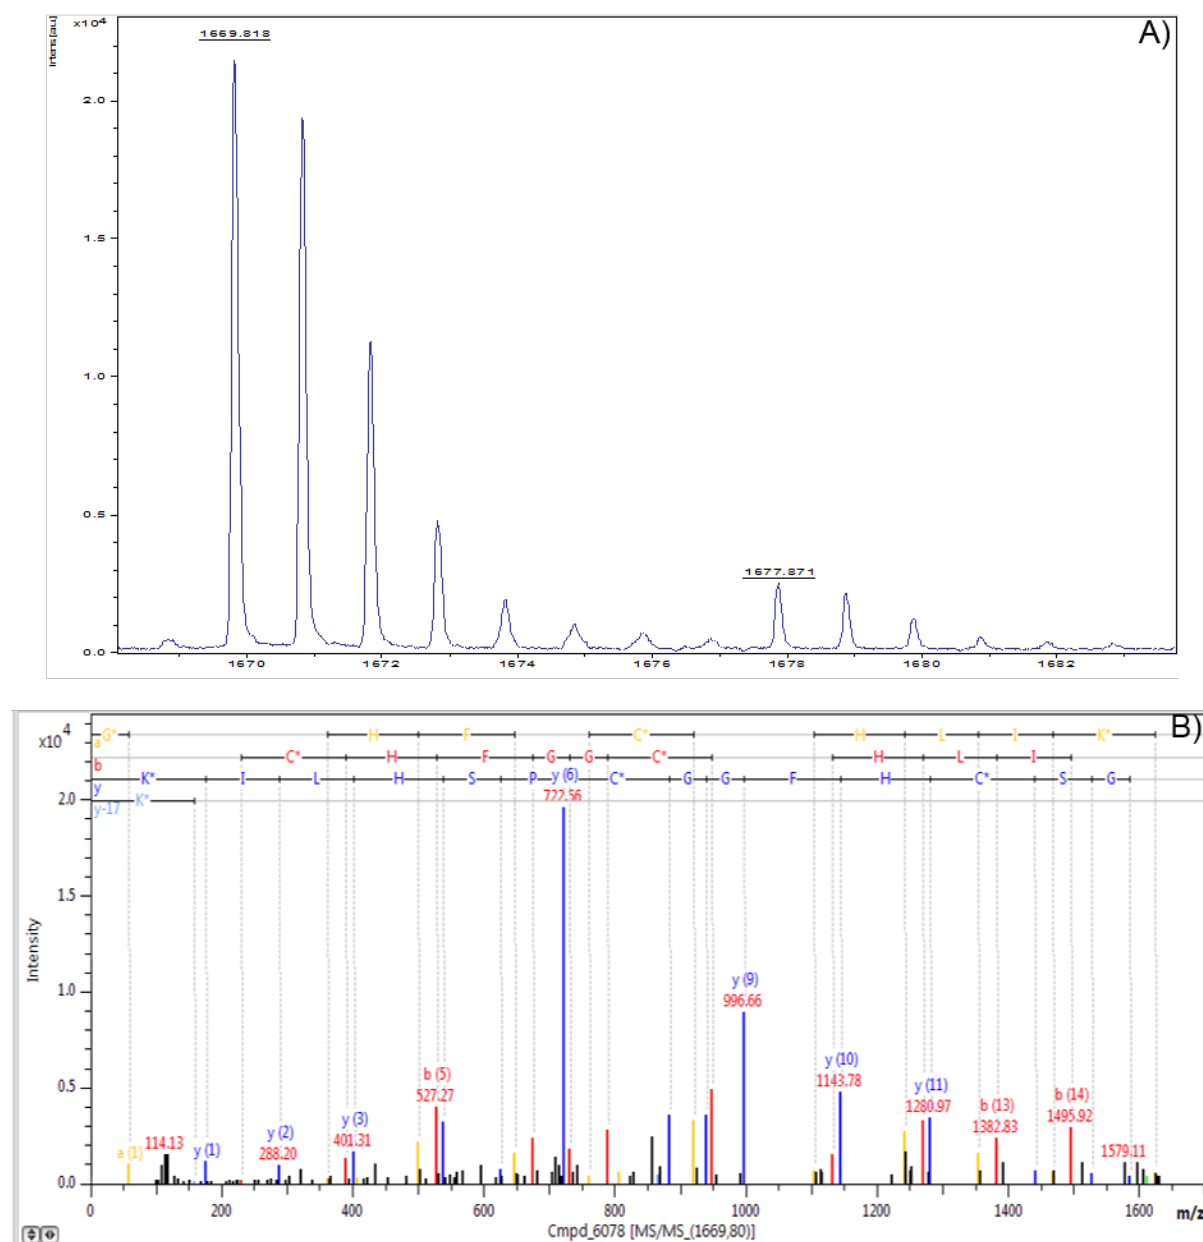 A)
x10⁴
Intens [au]
1669.818
2.0
1.5
1.0
0.5
0.0
1677.871
1670 1672 1674 1676 1678 1680 1682
B)
x10⁴
a G* H F C* H L I K*
b C* H F G G C* H L I
y K* I L H S P C* G G F H C* S G
y-17 K*
y (6)
722.56
2.0
1.5
Intensity
1.0
y (9)
996.66
0.5
b (5)
527.27
y (10)
1143.78
y (11)
1280.97
b (13)
1382.83
b (14)
1495.92
a (1)
114.13
y (1)
y (2)
288.20
y (3)
401.31
1579.11
0.0
0 200 400 600 800 1000 1200 1400 1600 m/z
Cmpd_6078 [MS/MS_(1669,80)]